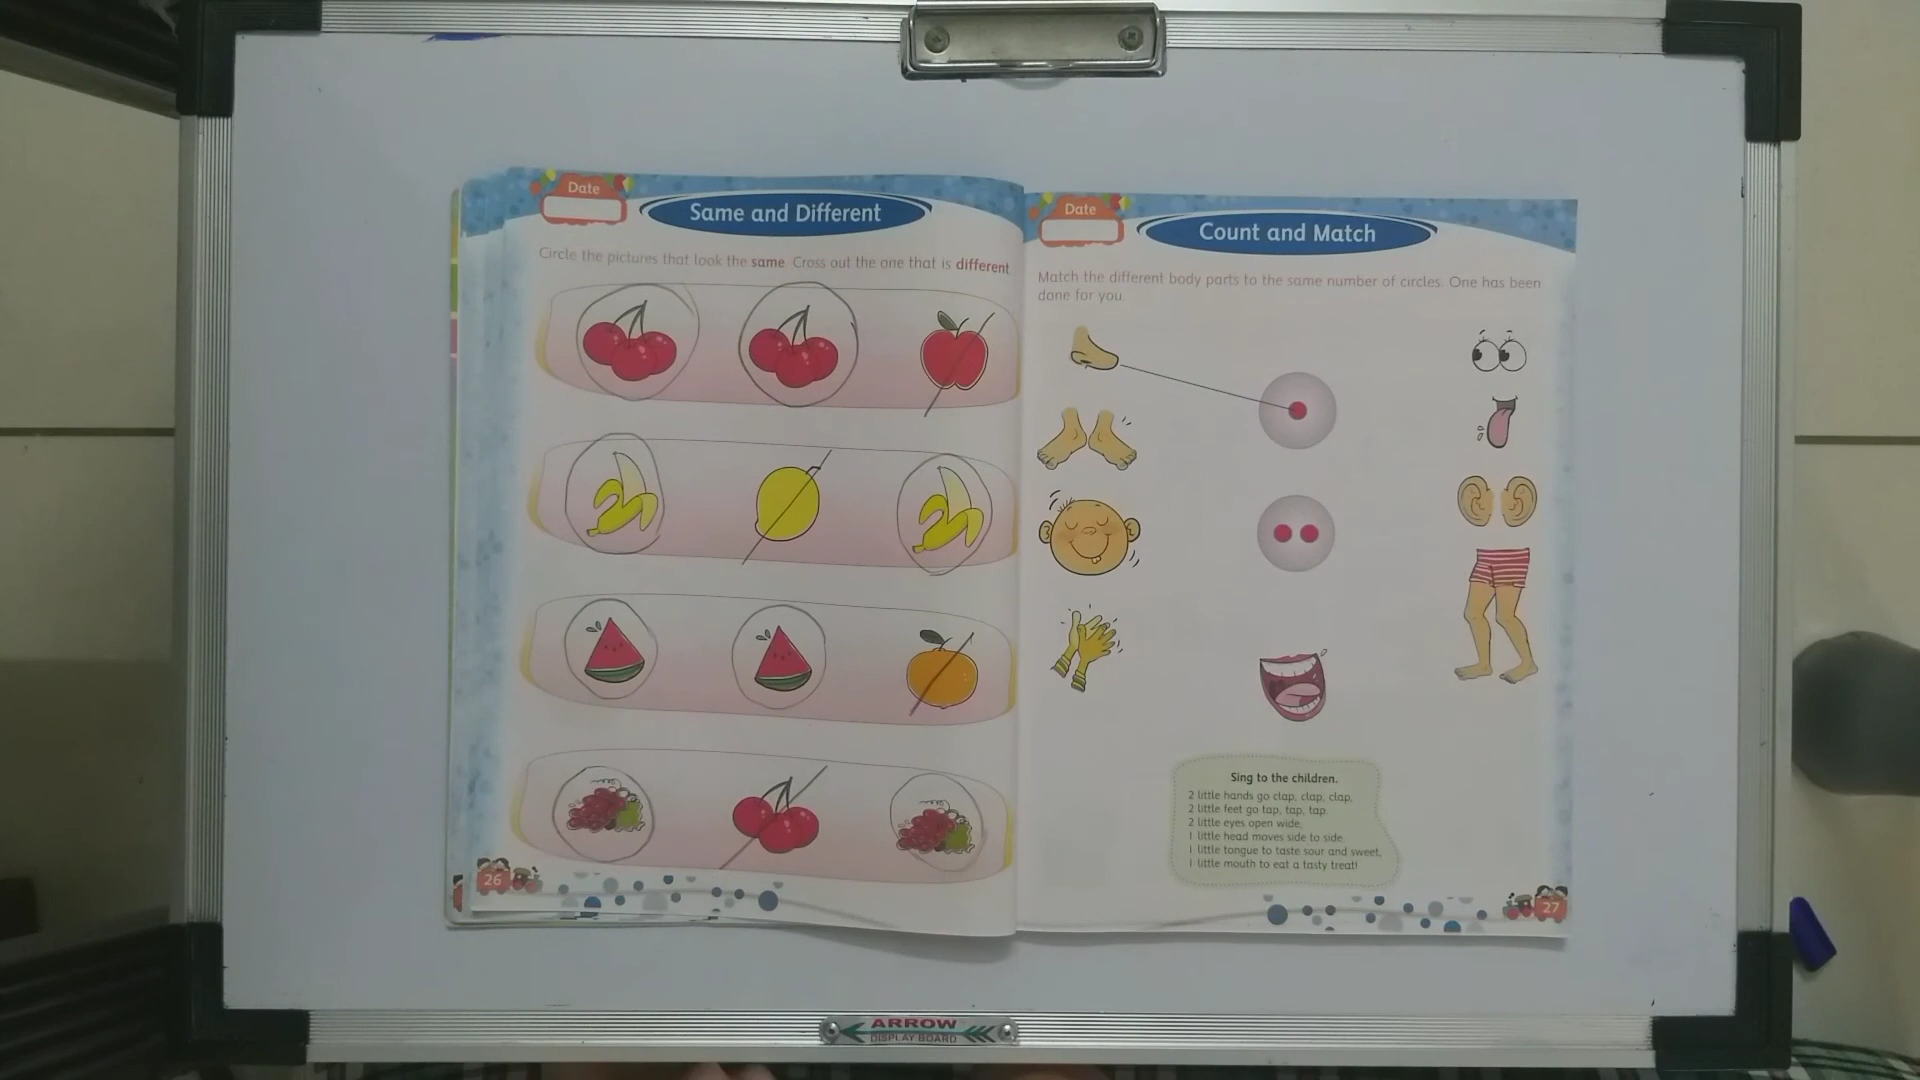 Date
Same and Different
Circle the pictures that look the same. Cross out the one that is different
26
Date
Count and Match
Match the different body parts to the same number of circles. One has been
done for you.
Sing to the children.
2 little hands go clap, clap, clap,
2 little feet go tap, tap, tap.
2 little eyes open wide,
1 little head moves side to side.
1 little tongue to taste sour and sweet,
1 little mouth to eat a tasty treat!
27
ARROW
DISPLAY BOARD